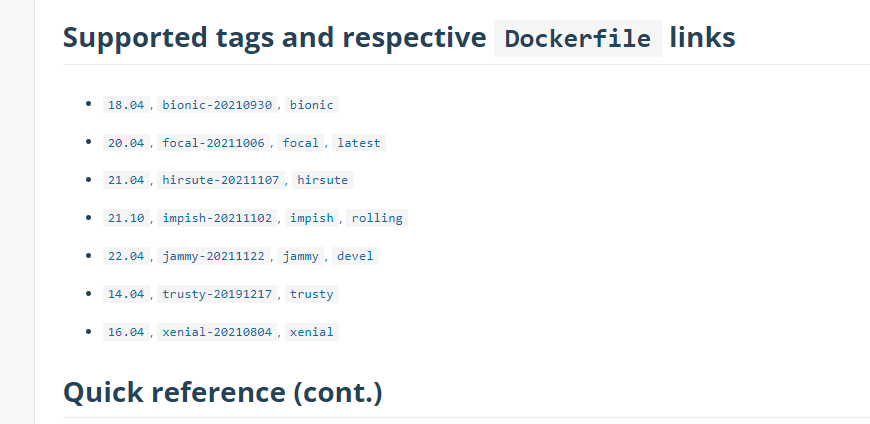 Supported tags and respective Dockerfile links
• 18.04, bionic-20210930, bionic
• 20.04, focal-20211006, focal, latest
• 21.04, hirsute-20211107, hirsute
• 21.10, impish-20211102, impish, rolling
• 22.04, jammy-20211122, jammy, devel
• 14.04, trusty-20191217, trusty
• 16.04, xenial-20210804, xenial
Quick reference (cont.)